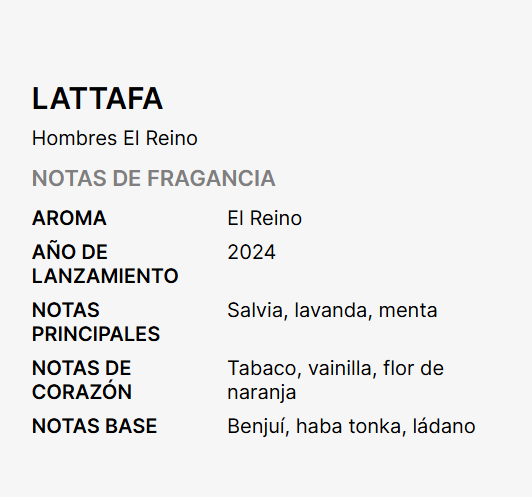 LATTAFA
Hombres El Reino
NOTAS DE FRAGANCIA
AROMA El Reino
AÑO DE 2024
LANZAMIENTO
NOTAS Salvia, lavanda, menta
PRINCIPALES
NOTAS DE Tabaco, vainilla, flor de
CORAZÓN naranja
NOTAS BASE Benjuí, haba tonka, ládano